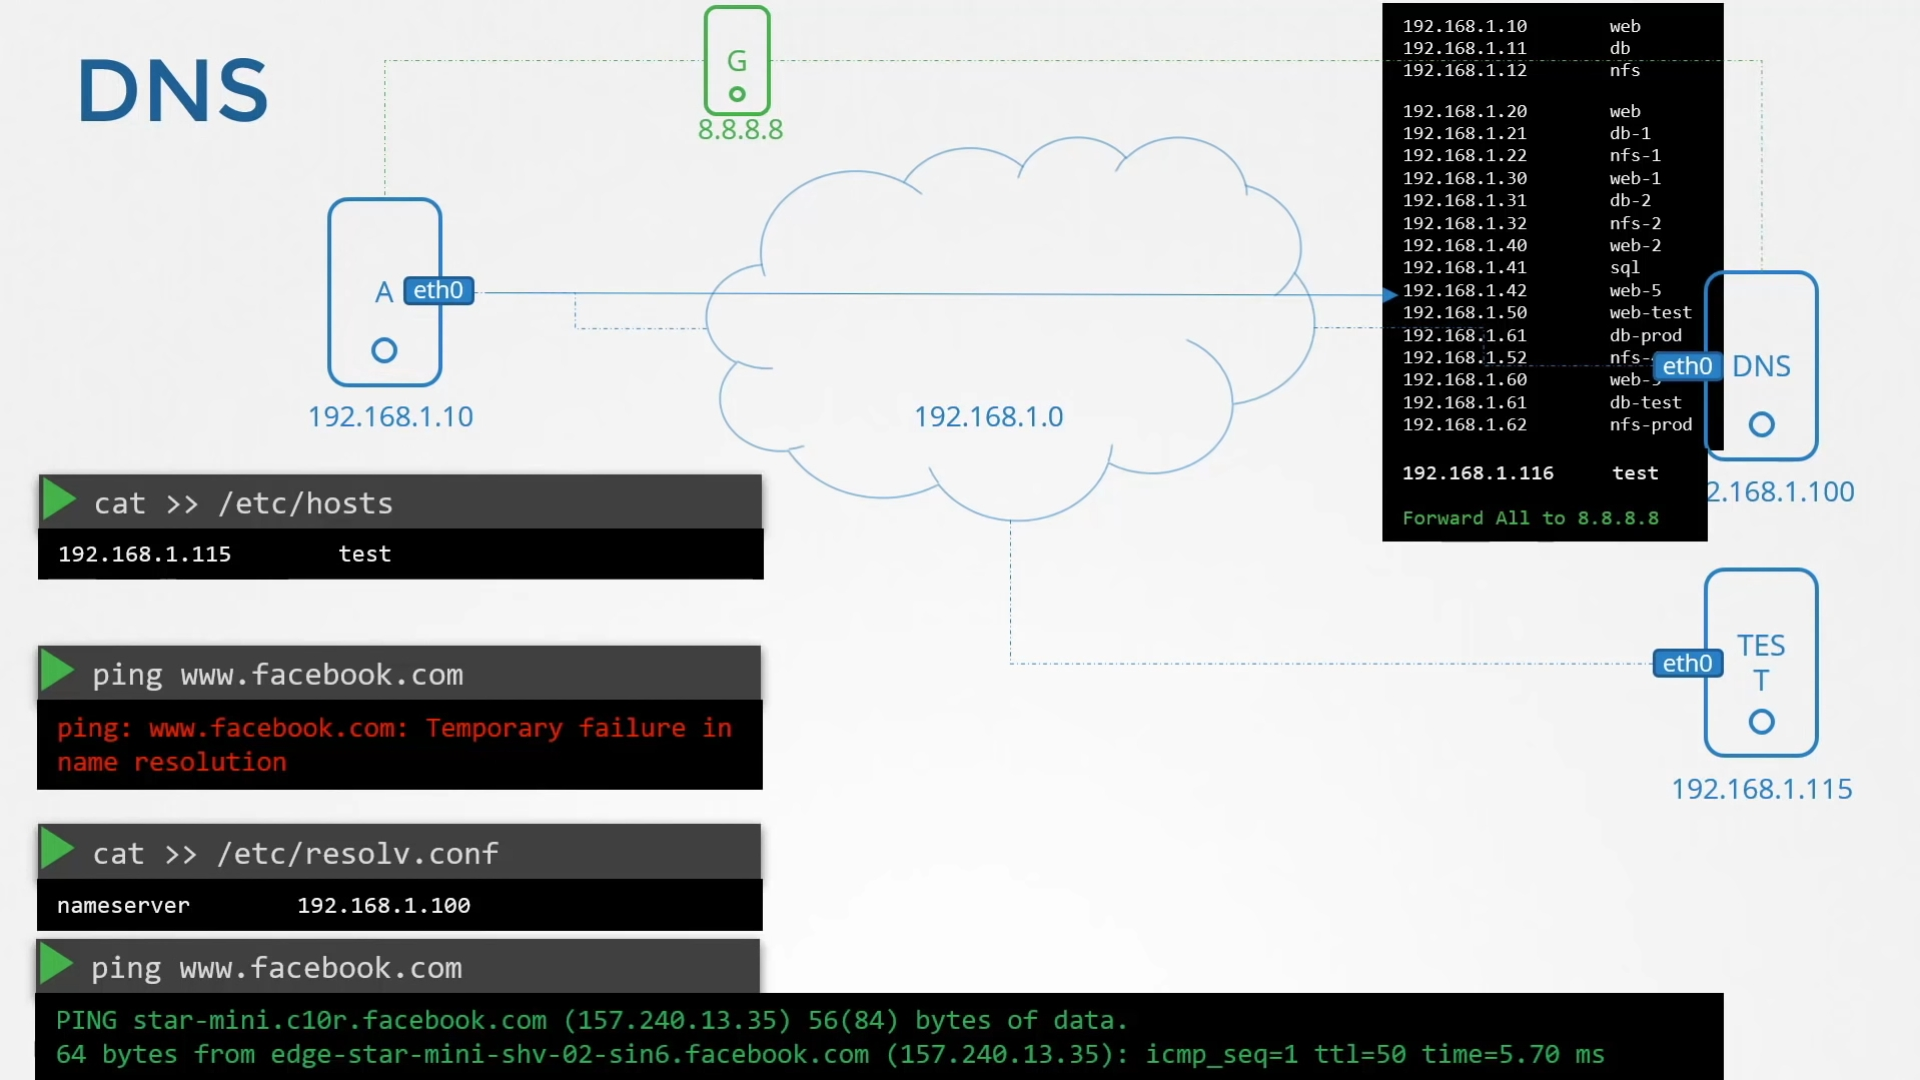 DNS
G
8.8.8.8
A eth0
192.168.1.10
192.168.1.0
192.168.1.10 web
192.168.1.11 db
192.168.1.12 nfs
192.168.1.20 web
192.168.1.21 db-1
192.168.1.22 nfs-1
192.168.1.30 web-1
192.168.1.31 db-2
192.168.1.32 nfs-2
192.168.1.40 web-2
192.168.1.41 sql
192.168.1.42 web-5
192.168.1.50 web-test
192.168.1.61 db-prod
192.168.1.52 nfs-
192.168.1.60 web-
192.168.1.61 db-test
192.168.1.62 nfs-prod
192.168.1.116 test
Forward All to 8.8.8.8
eth0 DNS
2.168.1.100
eth0
TES
T
192.168.1.115
cat >> /etc/hosts
192.168.1.115 test
ping www.facebook.com
ping: www.facebook.com: Temporary failure in
name resolution
cat >> /etc/resolv.conf
nameserver 192.168.1.100
ping www.facebook.com
PING star-mini.c10r.facebook.com (157.240.13.35) 56(84) bytes of data.
64 bytes from edge-star-mini-shv-02-sin6.facebook.com (157.240.13.35): icmp_seq=1 ttl=50 time=5.70 ms